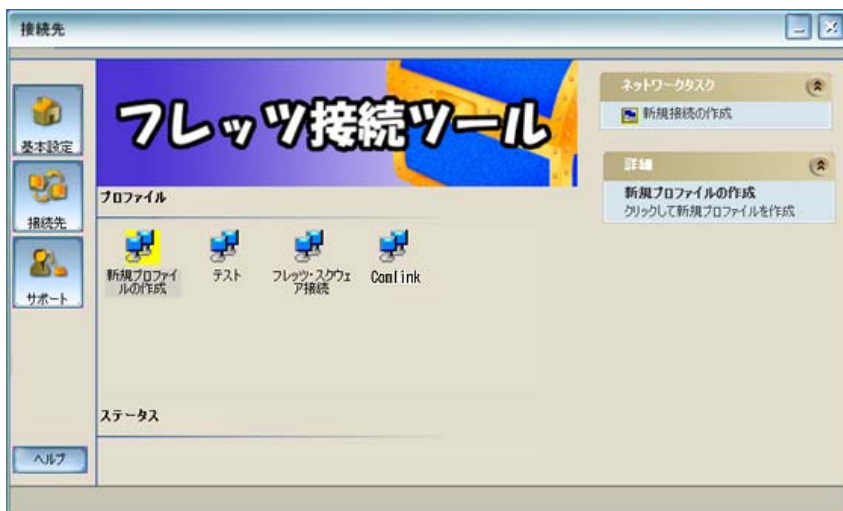 接続先
基本設定
接続先
サポート
ヘルプ
フレッツ接続ツール
プロファイル
新規プロファイ
ルの作成
テスト
フレッツ・スクウェ
ア接続
Comlink
ステータス
ネットワークタスク
新規接続の作成
詳細
新規プロファイルの作成
クリックして新規プロファイルを作成